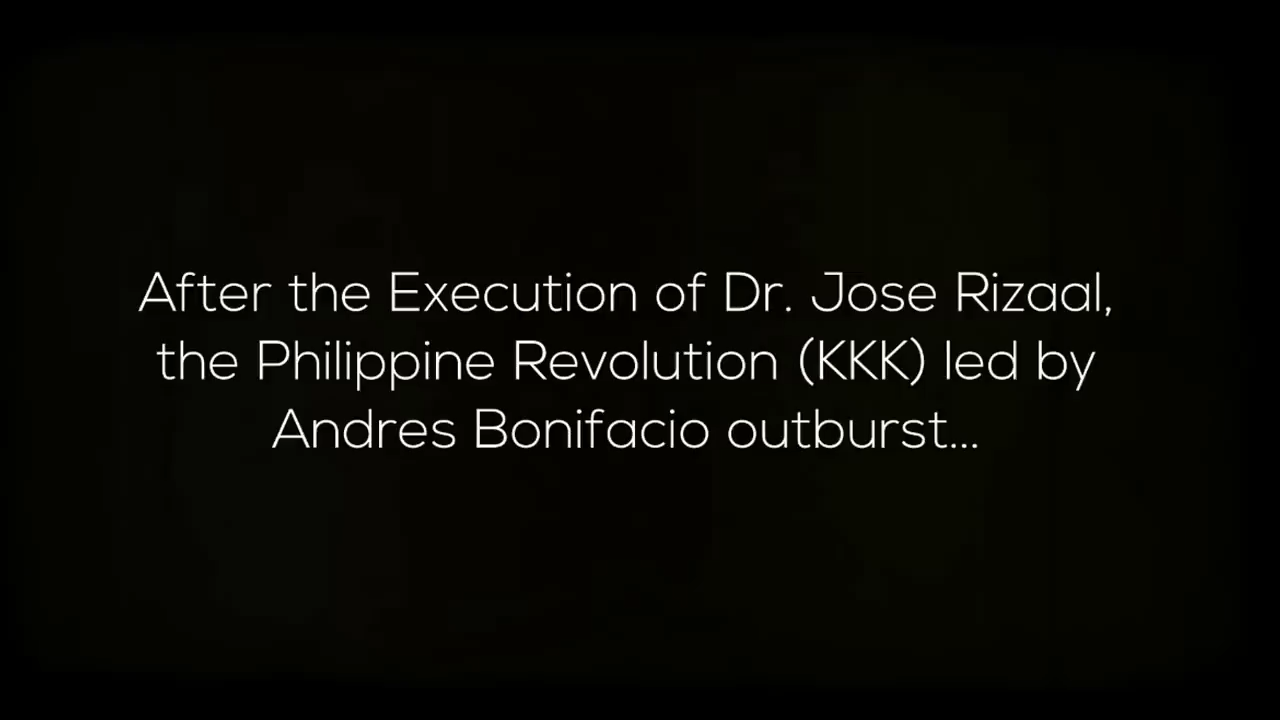 After the Execution of Dr. Jose Rizaal,
the Philippine Revolution (KKK) led by
Andres Bonifacio outburst...